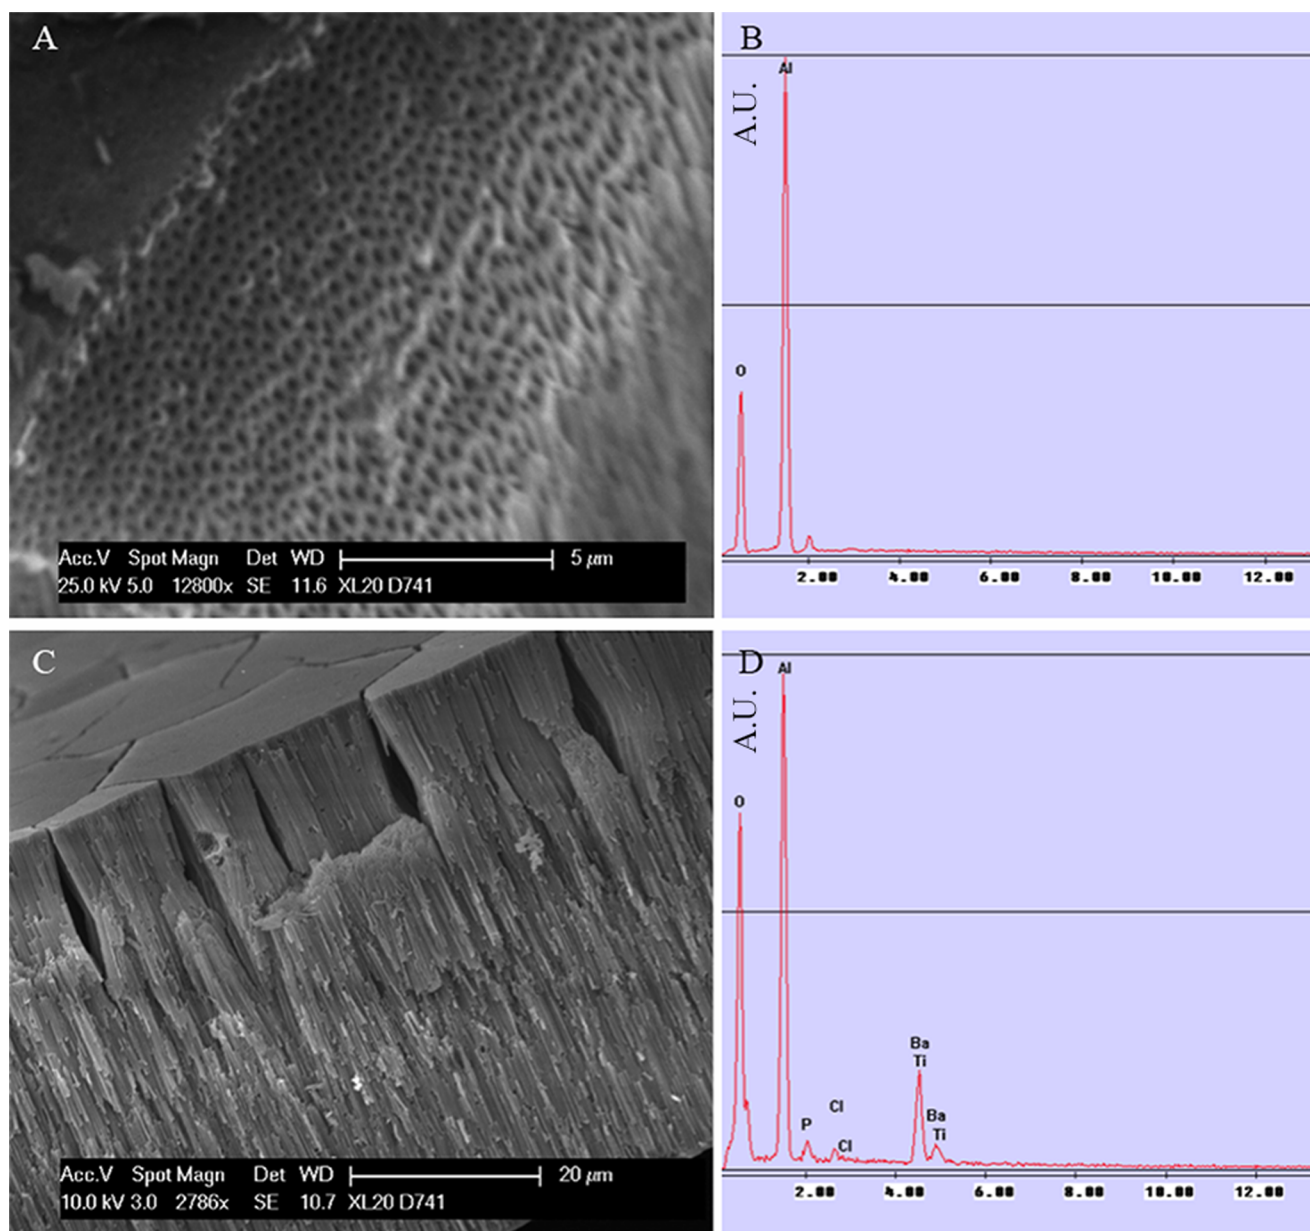 A
Acc.V Spot Magn Det WD 5 µm
25.0 kV 5.0 12800x SE 11.6 XL20 D741
B
A.U.
Al
O
2.00 4.00 6.00 8.00 10.00 12.00
C
Acc.V Spot Magn Det WD 20 µm
10.0 kV 3.0 2786x SE 10.7 XL20 D741
D
A.U.
Al
O
Ba
Ti
Cl
Ba
P
Ti
Cl
2.00 4.00 6.00 8.00 10.00 12.00